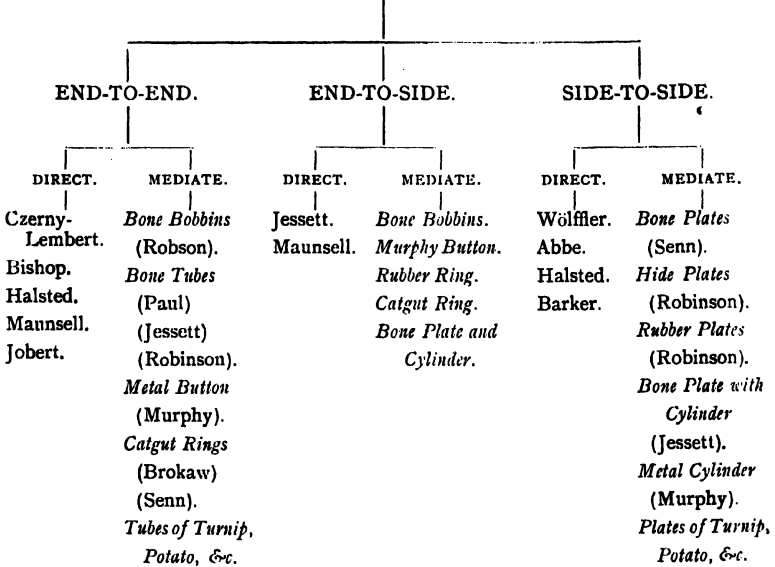 END-TO-END.
END-TO-SIDE.
SIDE-TO-SIDE.
DIRECT.
MEDIATE.
DIRECT.
MEDIATE.
DIRECT.
MEDIATE.
Czerny-
Lembert.
Bishop.
Halsted.
Maunsell.
Jobert.
Bone Bobbins
(Robson).
Bone Tubes
(Paul)
(Jessett)
(Robinson).
Metal Button
(Murphy).
Catgut Rings
(Brokaw)
(Senn).
Tubes of Turnip,
Potato, &c.
Jessett.
Maunsell.
Bone Bobbins.
Murphy Button.
Rubber Ring.
Catgut Ring.
Bone Plate and
Cylinder.
Wölffler.
Abbe.
Halsted.
Barker.
Bone Plates
(Senn).
Hide Plates
(Robinson).
Rubber Plates
(Robinson).
Bone Plate with
Cylinder
(Jessett).
Metal Cylinder
(Murphy).
Plates of Turnip,
Potato, &c.